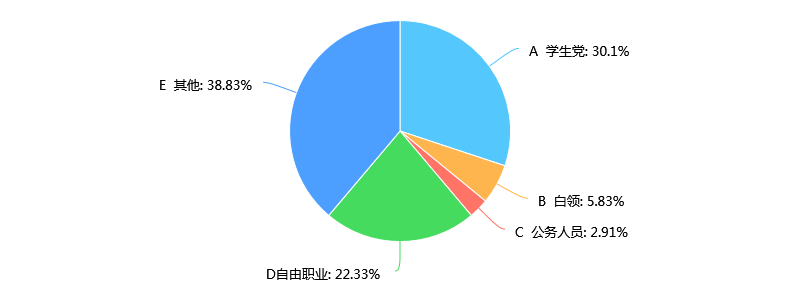 A 学生党: 30.1%
E 其他: 38.83%
B 白领: 5.83%
C 公务人员: 2.91%
D自由职业: 22.33%